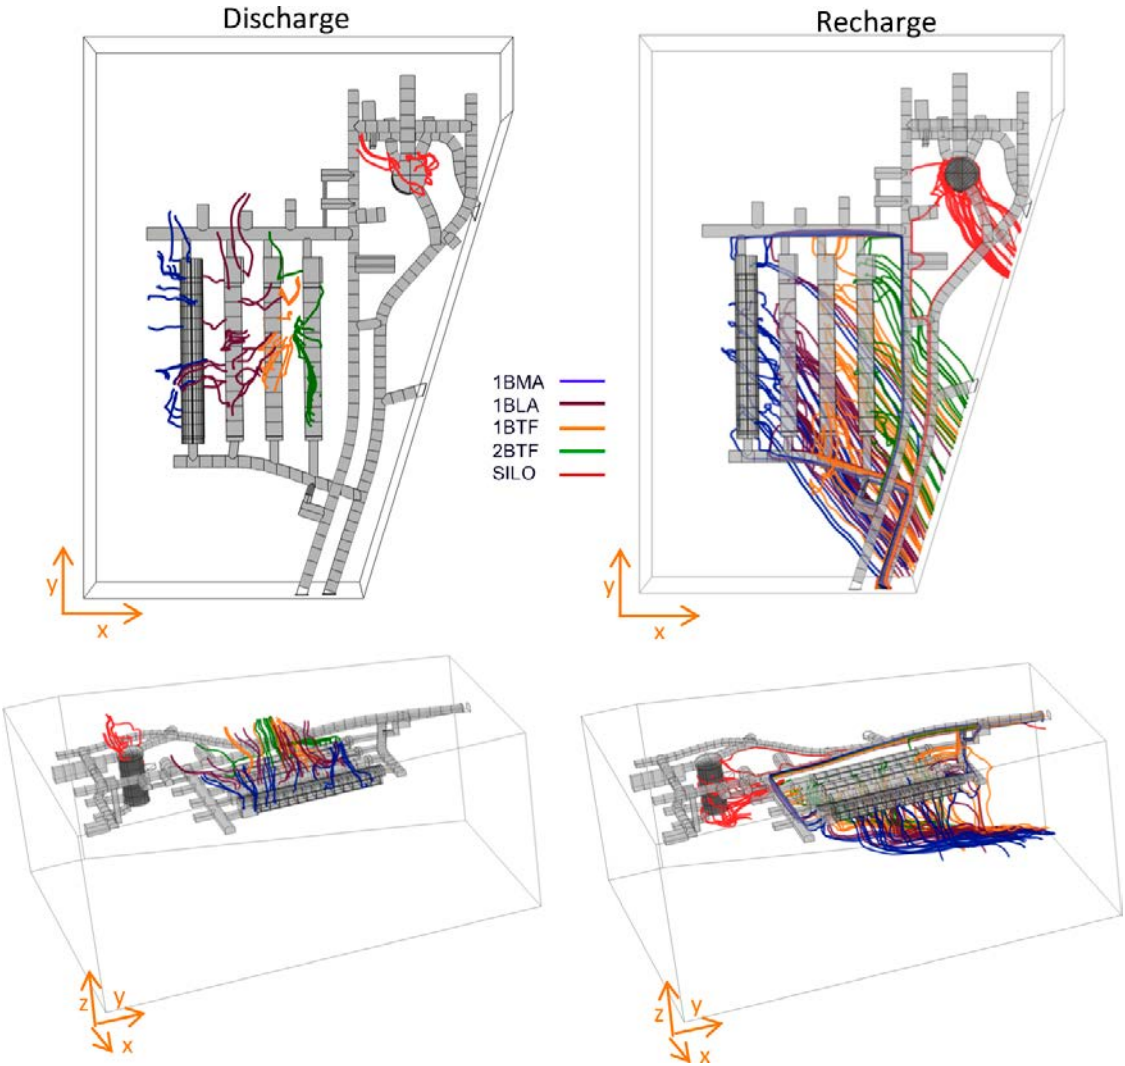 Discharge
Recharge
1BMA
1BLA
1BTF
2BTF
SILO
y
x
y
x
z
y
x
z
y
x